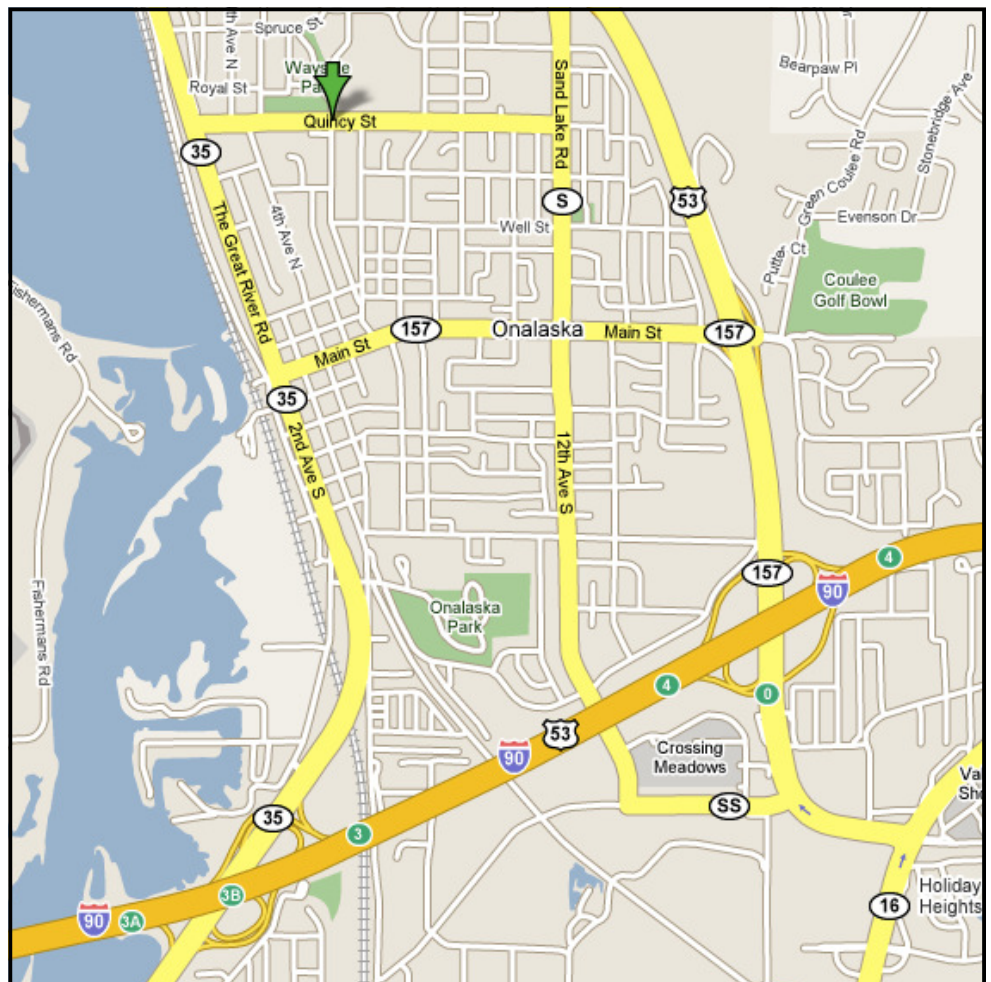 Spruce St
4th Ave N
Royal St
Quincy St
Sand Lake Rd
Bearpaw Pl
Stonebridge Ave
Green Coulee Rd
35
S
53
Well St
Evenson Dr
Putter Ct
The Great River Rd
4th Ave N
Coulee
Golf Bowl
Fishermans Rd
157
Onalaska
Main St
157
Main St
35
2nd Ave S
12th Ave S
157
4
90
Onalaska
Park
Fishermans Rd
4
0
53
90
Crossing
Meadows
35
3
SS
3B
3A
90
16
Holiday
Heights